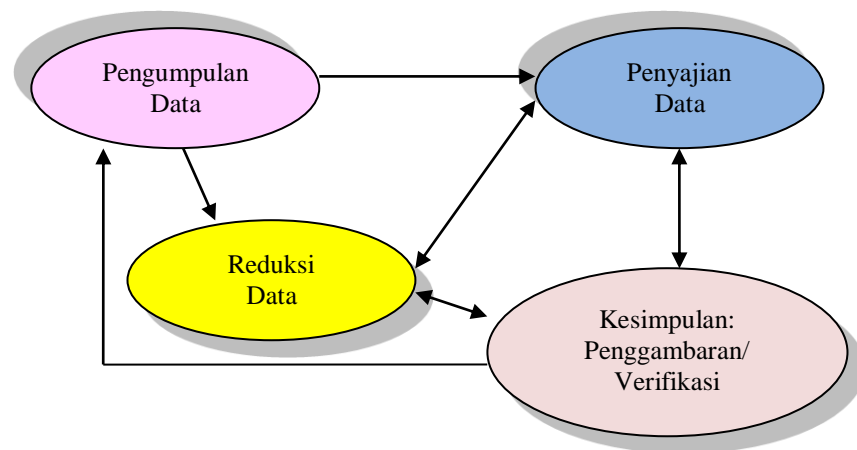 Pengumpulan
Data
Penyajian
Data
Reduksi
Data
Kesimpulan:
Penggambaran/
Verifikasi